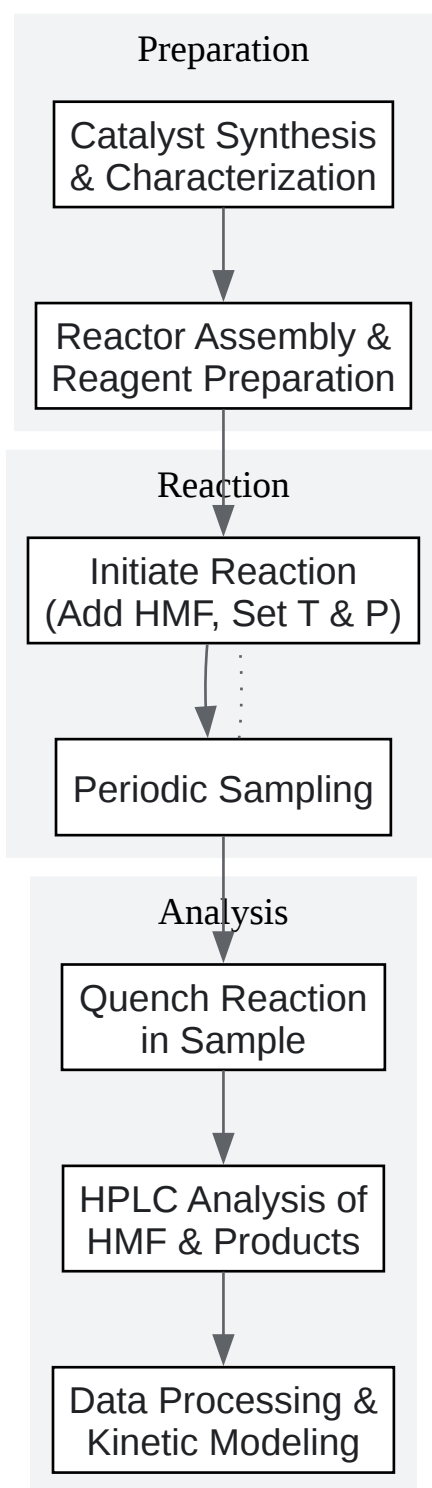 Preparation
Catalyst Synthesis
& Characterization
Reactor Assembly &
Reagent Preparation
Reaction
Initiate Reaction
(Add HMF, Set T & P)
Periodic Sampling
Analysis
Quench Reaction
in Sample
HPLC Analysis of
HMF & Products
Data Processing &
Kinetic Modeling